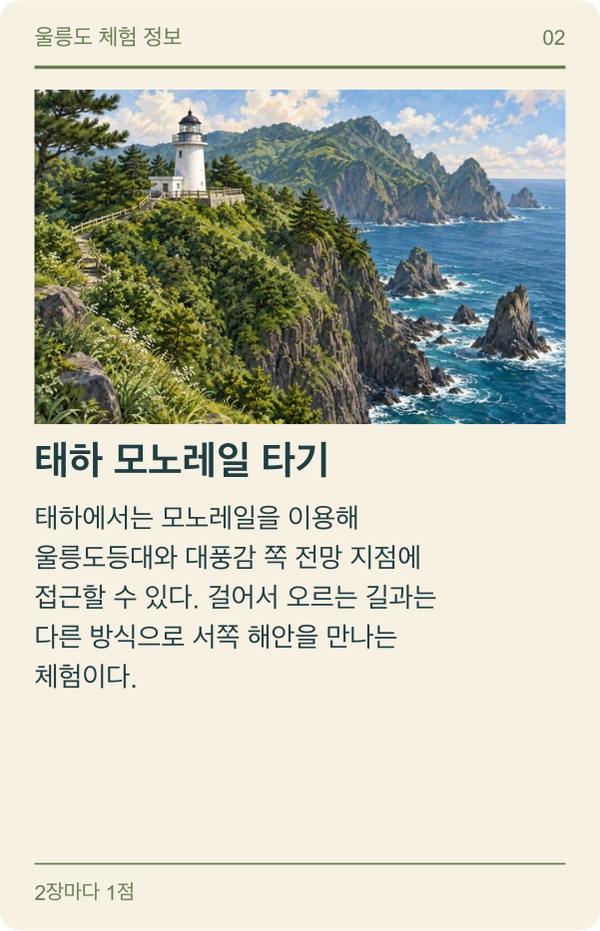 울릉도 체험 정보 02
태하 모노레일 타기
태하에서는 모노레일을 이용해
울릉도등대와 대풍감 쪽 전망 지점에
접근할 수 있다. 걸어서 오르는 길과는
다른 방식으로 서쪽 해안을 만나는
체험이다.
2장마다 1점